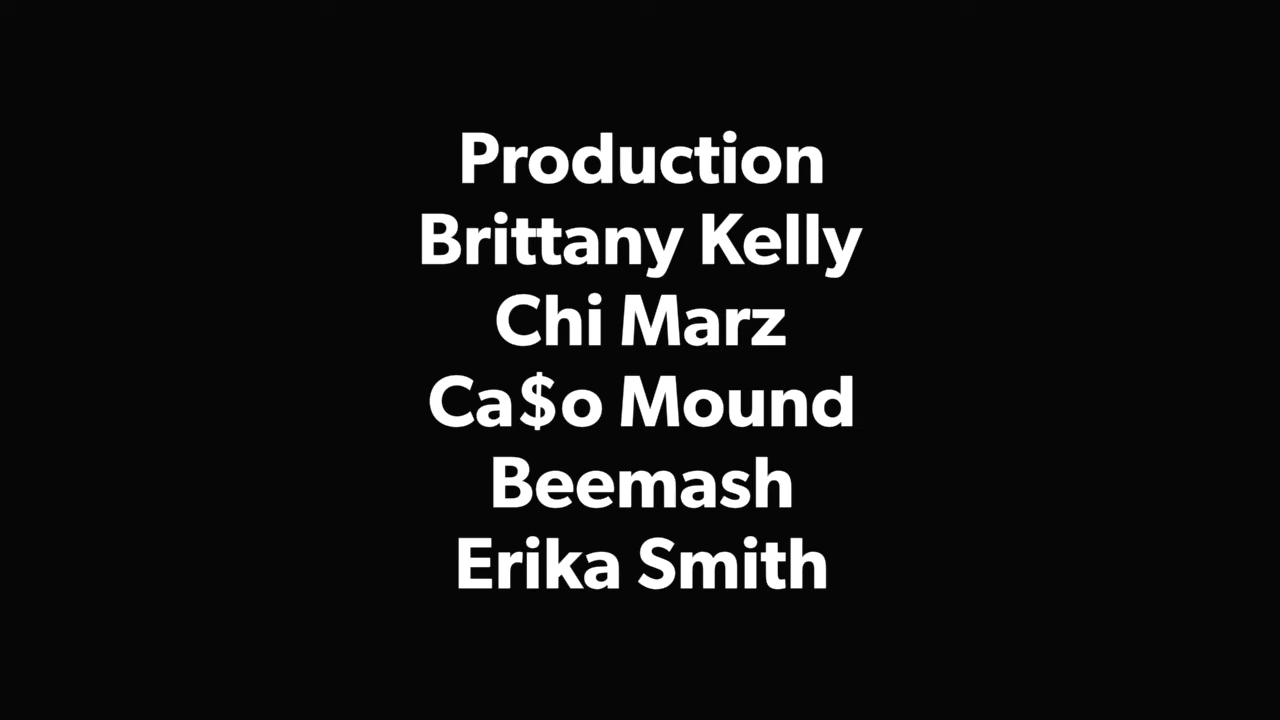 Production
Brittany Kelly
Chi Marz
Ca$o Mound
Beemash
Erika Smith